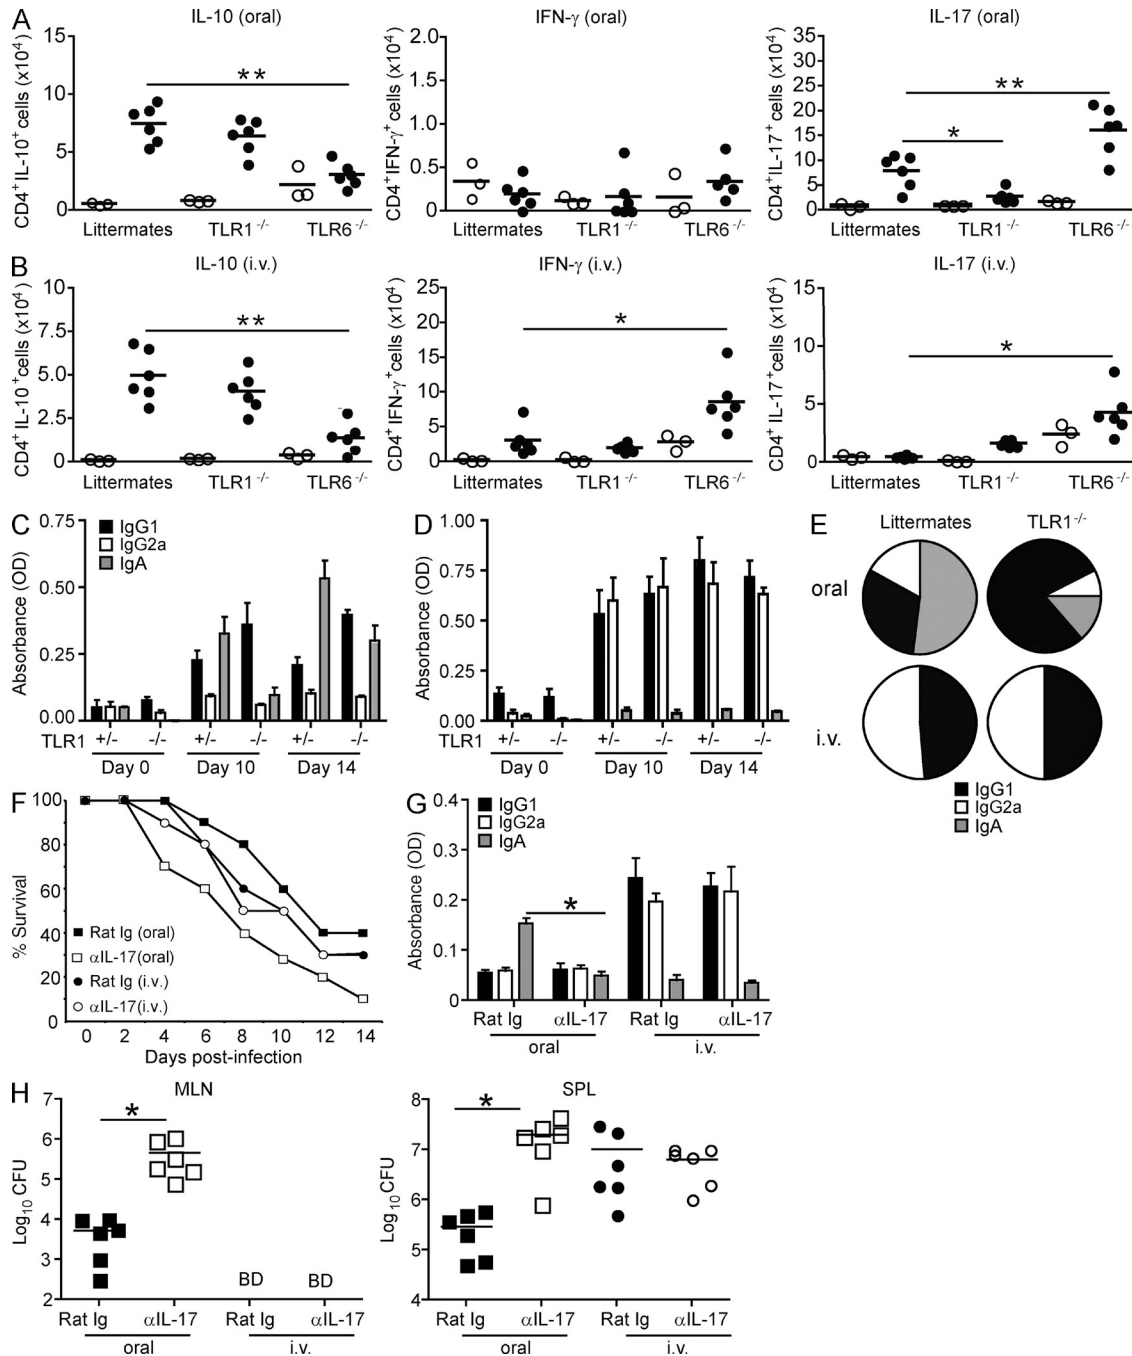 A
IL-10 (oral)
IFN-γ (oral)
IL-17 (oral)
CD4⁺IL-10⁺ cells (x10⁴)
15
10
5
0
**
Littermates TLR1⁻/⁻ TLR6⁻/⁻
CD4⁺IFN-γ⁺ cells (x10⁴)
2.0
1.5
1.0
0.5
0.0
Littermates TLR1⁻/⁻ TLR6⁻/⁻
CD4⁺IL-17⁺ cells (x10⁴)
35
30
25
20
15
10
5
0
**
*
Littermates TLR1⁻/⁻ TLR6⁻/⁻
B
IL-10 (i.v.)
IFN-γ (i.v.)
IL-17 (i.v.)
CD4⁺IL-10⁺cells (x10⁴)
10
7.5
5.0
2.5
0
**
Littermates TLR1⁻/⁻ TLR6⁻/⁻
CD4⁺IFN-γ⁺cells (x10⁴)
25
20
15
10
5
0
*
Littermates TLR1⁻/⁻ TLR6⁻/⁻
CD4⁺IL-17⁺cells (x10⁴)
20
15
10
5
0
*
Littermates TLR1⁻/⁻ TLR6⁻/⁻
C
Absorbance (OD)
0.75
0.50
0.25
0.00
IgG1
IgG2a
IgA
TLR1 +/- -/- +/- -/- +/- -/-
Day 0 Day 10 Day 14
D
Absorbance (OD)
1.00
0.75
0.50
0.25
0.00
TLR1 +/- -/- +/- -/- +/- -/-
Day 0 Day 10 Day 14
E
Littermates TLR1⁻/⁻
oral
i.v.
IgG1
IgG2a
IgA
F
% Survival
100
80
60
40
20
0
Rat Ig (oral)
αIL-17(oral)
Rat Ig (i.v.)
αIL-17(i.v.)
0 2 4 6 8 10 12 14
Days post-infection
G
Absorbance (OD)
0.4
0.3
0.2
0.1
0
IgG1
IgG2a
IgA
*
Rat Ig αIL-17 Rat Ig αIL-17
oral i.v.
H
MLN
Log₁₀ CFU
7
6
5
4
3
2
*
BD BD
Rat Ig αIL-17 Rat Ig αIL-17
oral i.v.
SPL
Log₁₀ CFU
8
7
6
5
4
*
Rat Ig αIL-17 Rat Ig αIL-17
oral i.v.